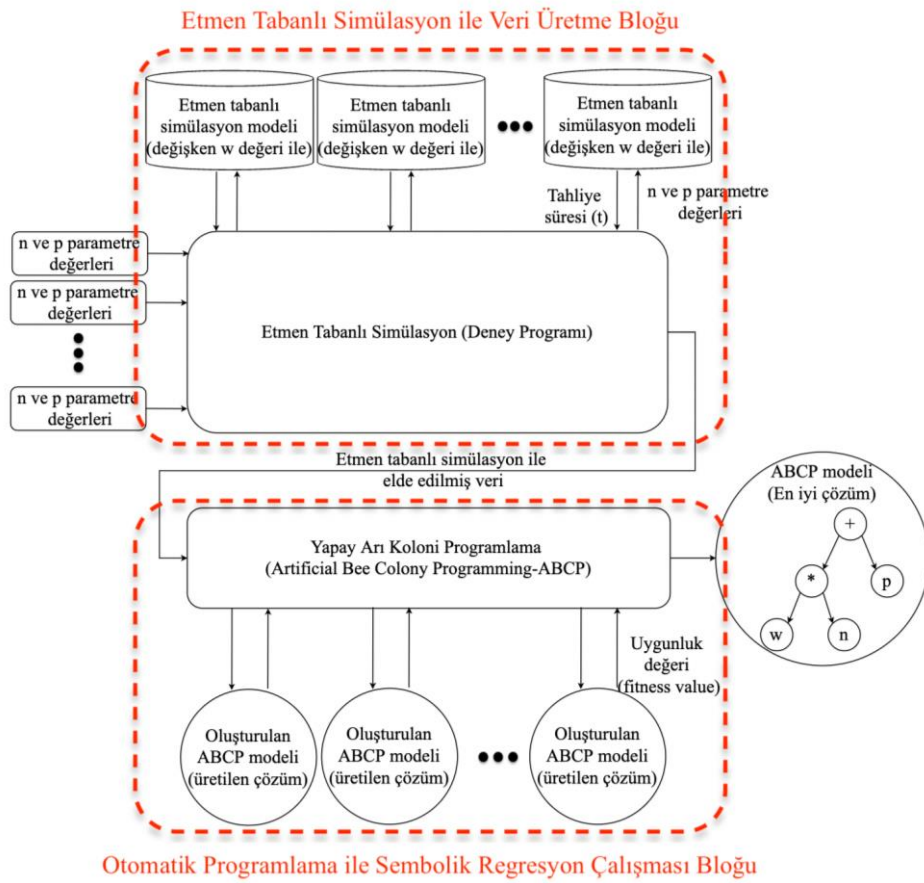 Etmen Tabanlı Simülasyon ile Veri Üretme Bloğu
Etmen tabanlı
simülasyon modeli
(değişken w değeri ile)
Etmen tabanlı
simülasyon modeli
(değişken w değeri ile)
Etmen tabanlı
simülasyon modeli
(değişken w değeri ile)
Tahliye
süresi (t)
n ve p parametre
değerleri
n ve p parametre
değerleri
n ve p parametre
değerleri
n ve p parametre
değerleri
Etmen Tabanlı Simülasyon (Deney Programı)
Etmen tabanlı simülasyon ile
elde edilmiş veri
Yapay Arı Koloni Programlama
(Artificial Bee Colony Programming-ABCP)
ABCP modeli
(En iyi çözüm)
+
*
p
w
n
Uygunluk
değeri
(fitness value)
Oluşturulan
ABCP modeli
(üretilen çözüm)
Oluşturulan
ABCP modeli
(üretilen çözüm)
Oluşturulan
ABCP modeli
(üretilen çözüm)
Otomatik Programlama ile Sembolik Regresyon Çalışması Bloğu